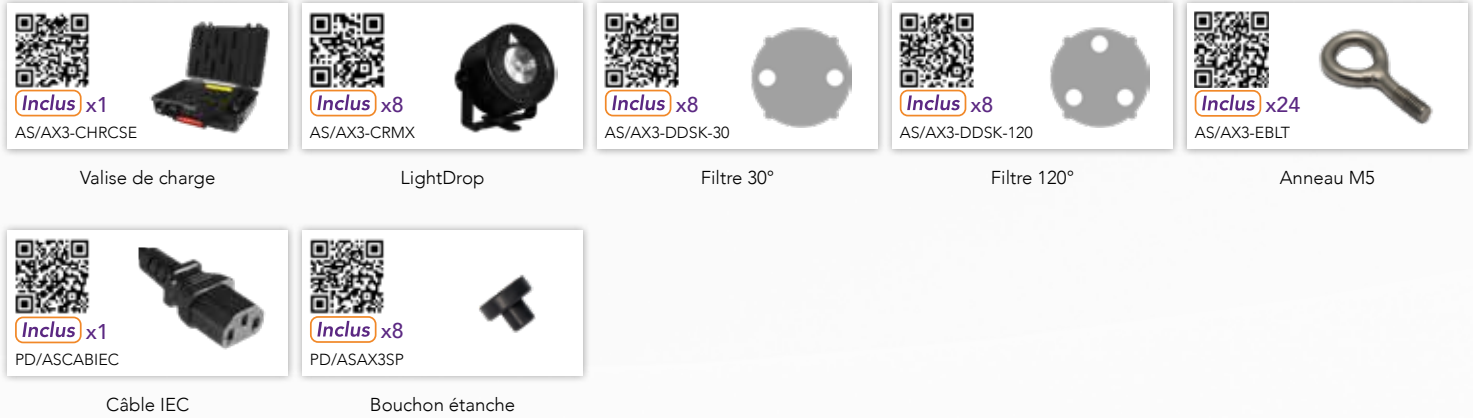 Inclus x1
AS/AX3-CHRCSE
Valise de charge
Inclus x8
AS/AX3-CRMX
LightDrop
Inclus x8
AS/AX3-DDSK-30
Filtre 30°
Inclus x8
AS/AX3-DDSK-120
Filtre 120°
Inclus x24
AS/AX3-EBLT
Anneau M5
Inclus x1
PD/ASCABIEC
Câble IEC
Inclus x8
PD/ASAX3SP
Bouchon étanche